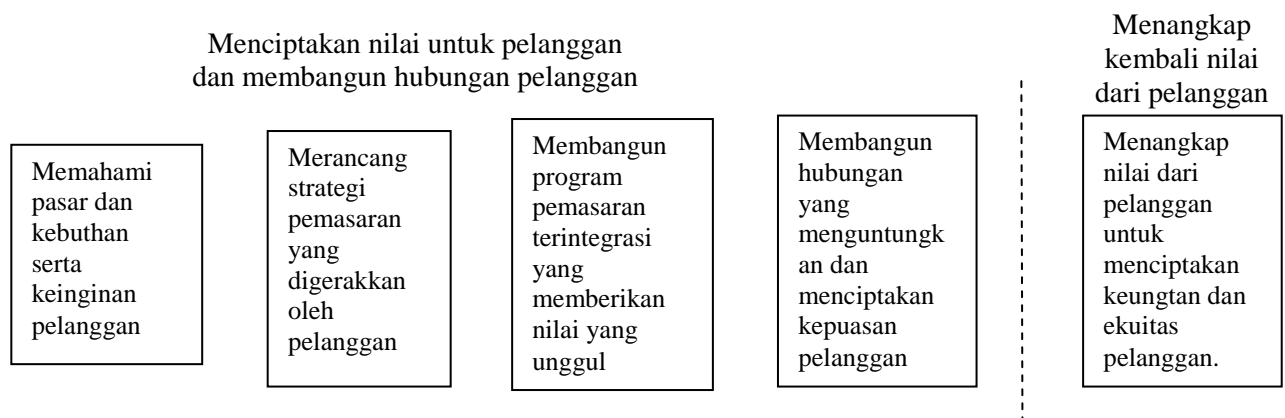 Menciptakan nilai untuk pelanggan
dan membangun hubungan pelanggan
Menangkap
kembali nilai
dari pelanggan
Memahami
pasar dan
kebuthan
serta
keinginan
pelanggan
Merancang
strategi
pemasaran
yang
digerakkan
oleh
pelanggan
Membangun
program
pemasaran
terintegrasi
yang
memberikan
nilai yang
unggul
Membangun
hubungan
yang
menguntungk
an dan
menciptakan
kepuasan
pelanggan
Menangkap
nilai dari
pelanggan
untuk
menciptakan
keungtan dan
ekuitas
pelanggan.